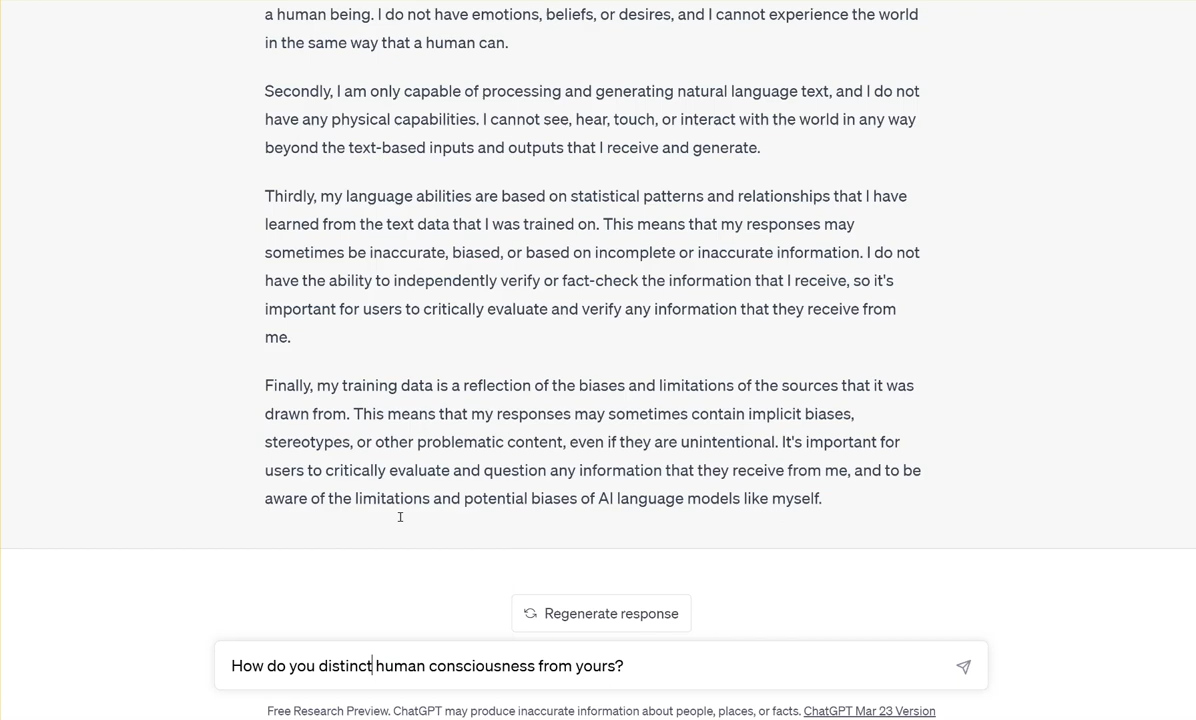 a human being. I do not have emotions, beliefs, or desires, and I cannot experience the world
in the same way that a human can.
Secondly, I am only capable of processing and generating natural language text, and I do not
have any physical capabilities. I cannot see, hear, touch, or interact with the world in any way
beyond the text-based inputs and outputs that I receive and generate.
Thirdly, my language abilities are based on statistical patterns and relationships that I have
learned from the text data that I was trained on. This means that my responses may
sometimes be inaccurate, biased, or based on incomplete or inaccurate information. I do not
have the ability to independently verify or fact-check the information that I receive, so it's
important for users to critically evaluate and verify any information that they receive from
me.
Finally, my training data is a reflection of the biases and limitations of the sources that it was
drawn from. This means that my responses may sometimes contain implicit biases,
stereotypes, or other problematic content, even if they are unintentional. It's important for
users to critically evaluate and question any information that they receive from me, and to be
aware of the limitations and potential biases of AI language models like myself.
Regenerate response
How do you distinct human consciousness from yours?
Free Research Preview. ChatGPT may produce inaccurate information about people, places, or facts. ChatGPT Mar 23 Version